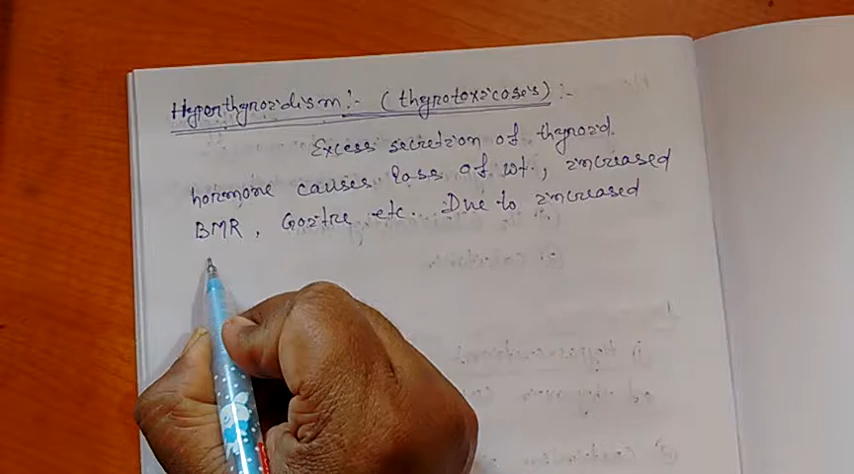 Hyperthyroidism :- (thyrotoxicosis) :-
Excess secretion of thyroid
hormone causes loss of wt., increased
BMR, Goitre etc. Due to increased